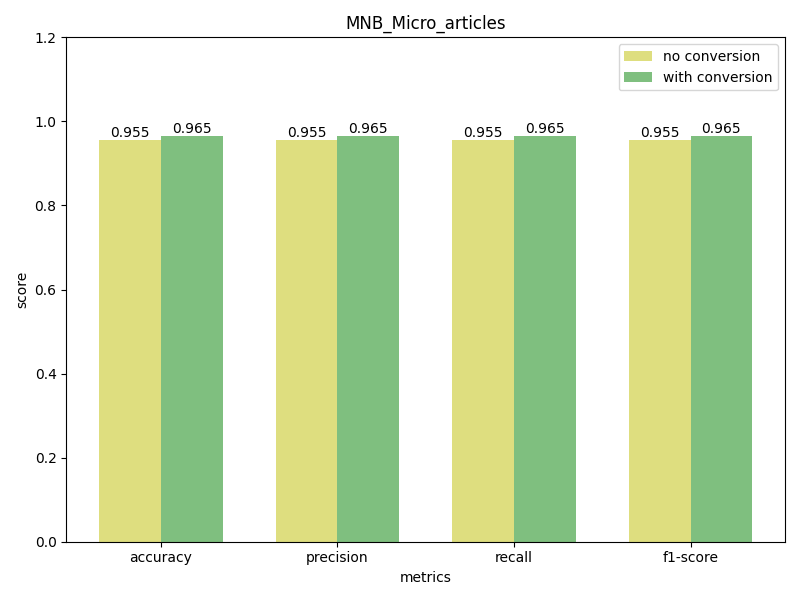 MNB_Micro_articles
no conversion
with conversion
1.2
1.0
0.8
0.6
0.4
0.2
0.0
score
0.955 0.965 0.955 0.965 0.955 0.965 0.955 0.965
accuracy precision recall f1-score
metrics